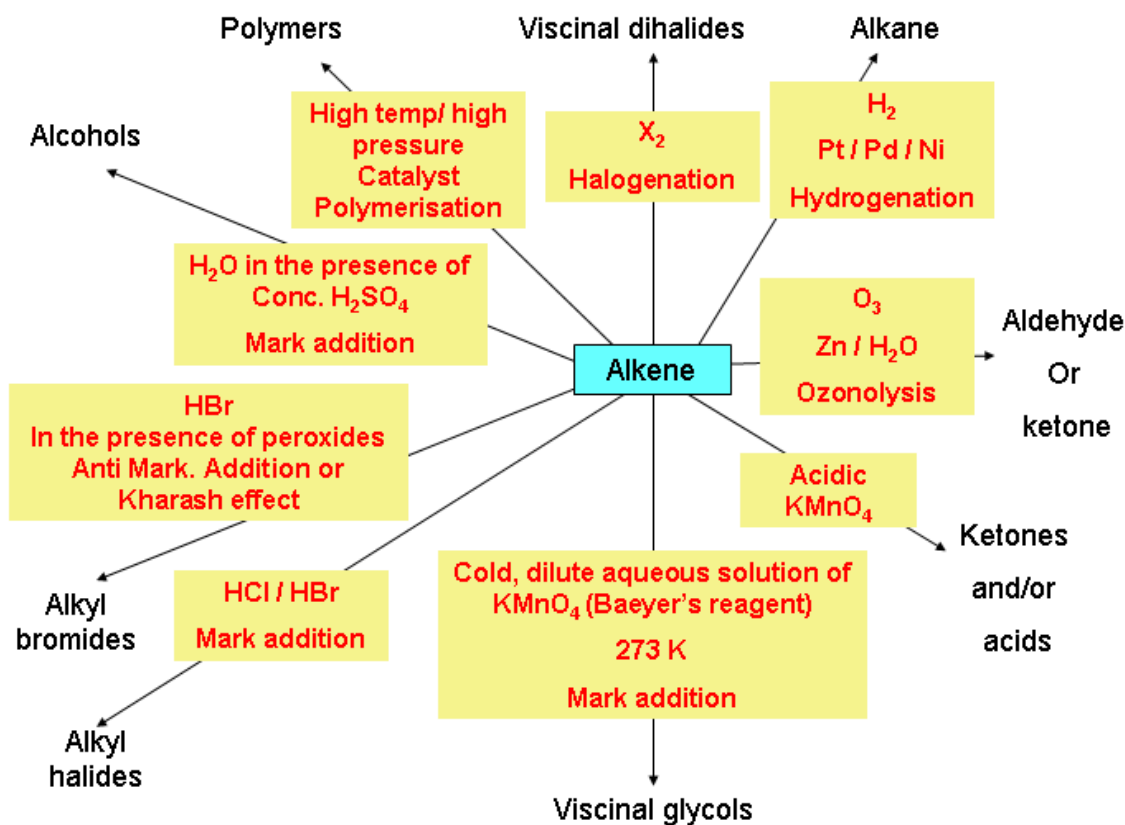 Polymers
Viscinal dihalides
Alkane
High temp/ high
pressure
Catalyst
Polymerisation
X₂
Halogenation
H₂
Pt / Pd / Ni
Hydrogenation
Alcohols
H₂O in the presence of
Conc. H₂SO₄
Mark addition
Alkene
O₃
Zn / H₂O
Ozonolysis
Aldehyde
Or
ketone
HBr
In the presence of peroxides
Anti Mark. Addition or
Kharash effect
Acidic
KMnO₄
Ketones
and/or
acids
Alkyl
bromides
HCl / HBr
Mark addition
Cold, dilute aqueous solution of
KMnO₄ (Baeyer's reagent)
273 K
Mark addition
Alkyl
halides
Viscinal glycols